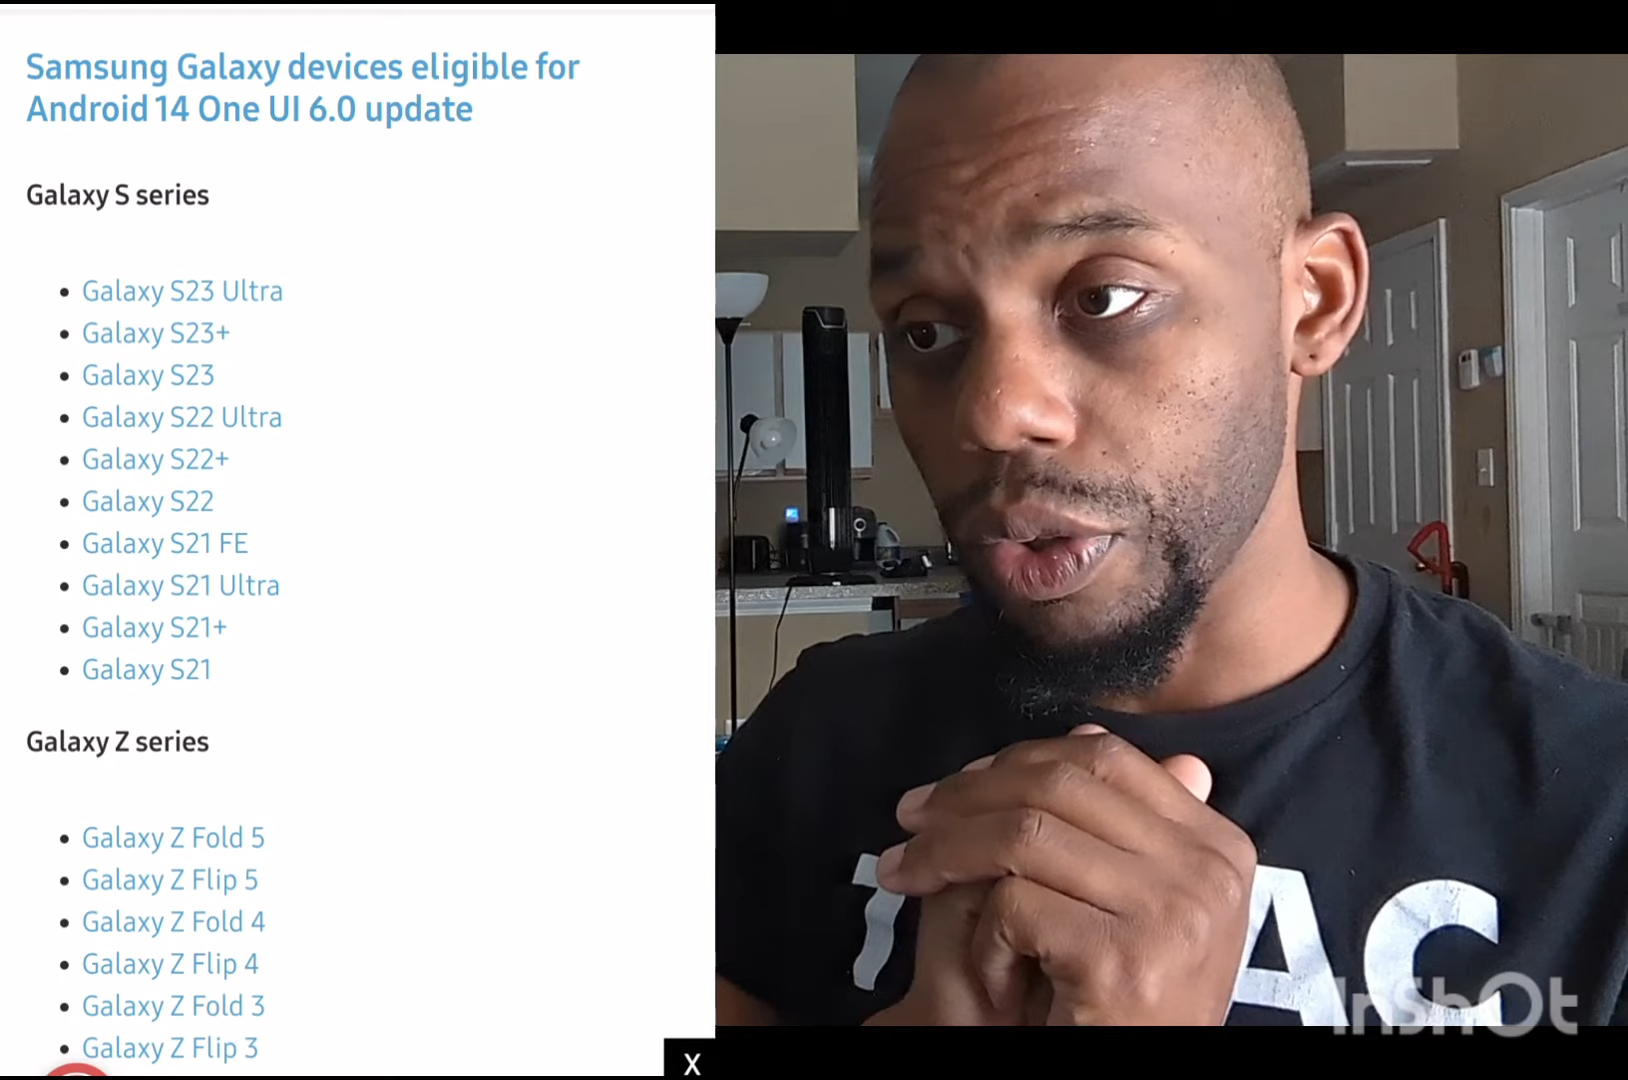 Samsung Galaxy devices eligible for
Android 14 One UI 6.0 update
Galaxy S series
Galaxy S23 Ultra
Galaxy S23+
Galaxy S23
Galaxy S22 Ultra
Galaxy S22+
Galaxy S22
Galaxy S21 FE
Galaxy S21 Ultra
Galaxy S21+
Galaxy S21
Galaxy Z series
Galaxy Z Fold 5
Galaxy Z Flip 5
Galaxy Z Fold 4
Galaxy Z Flip 4
Galaxy Z Fold 3
Galaxy Z Flip 3
X
AC
InShOt